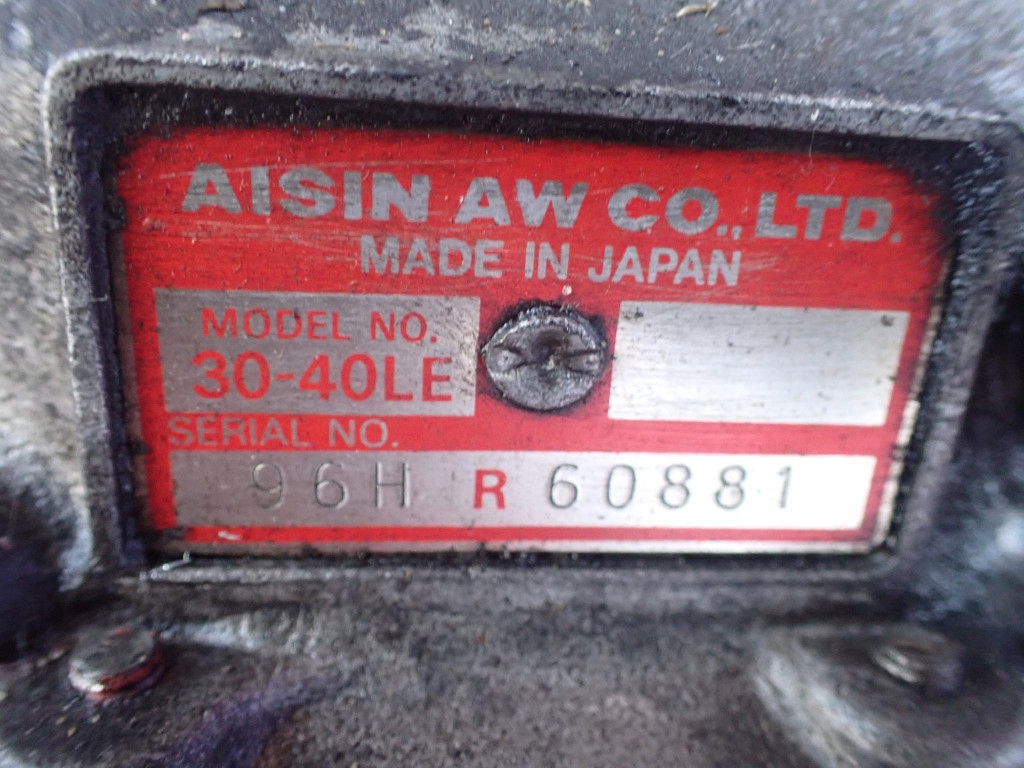 AISIN AW CO., LTD.
MADE IN JAPAN
MODEL NO.
30-40LE
SERIAL NO.
96H R 60881